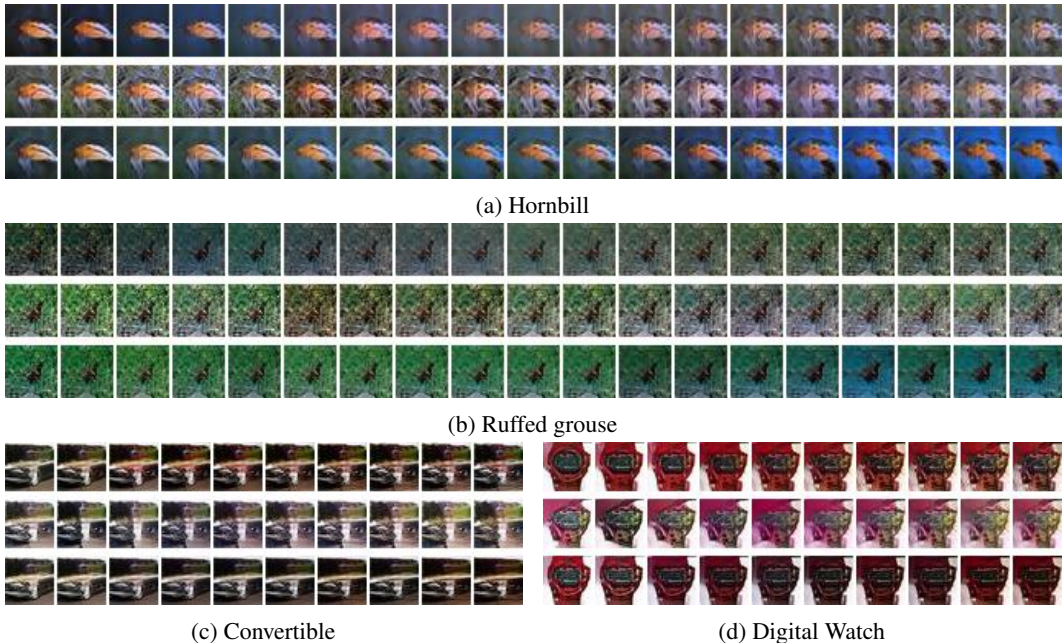 (a) Hornbill
(b) Ruffed grouse
(c) Convertible
(d) Digital Watch